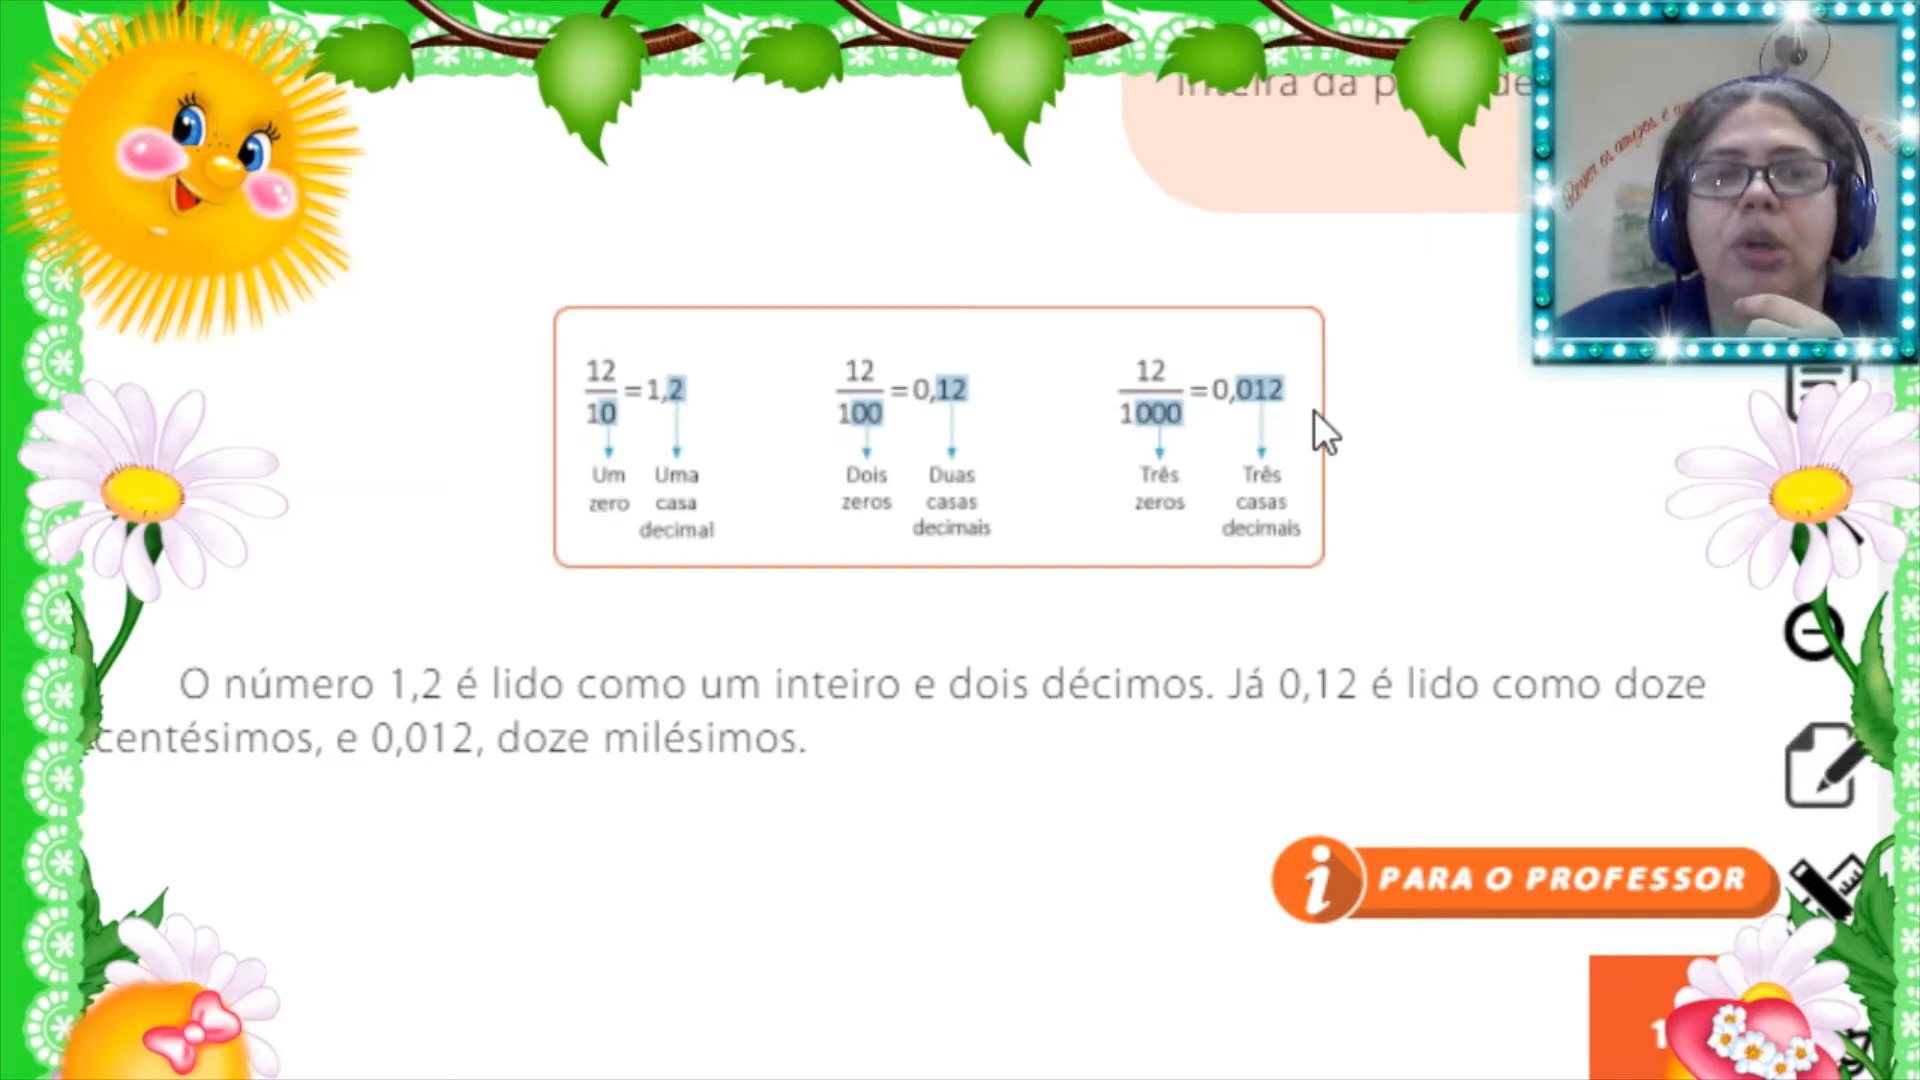 inteira da p
12/10 = 1,2
Um zero
Uma casa decimal
12/100 = 0,12
Dois zeros
Duas casas decimais
12/1000 = 0,012
Três zeros
Três casas decimais
O número 1,2 é lido como um inteiro e dois décimos. Já 0,12 é lido como doze
centésimos, e 0,012, doze milésimos.
i PARA O PROFESSOR